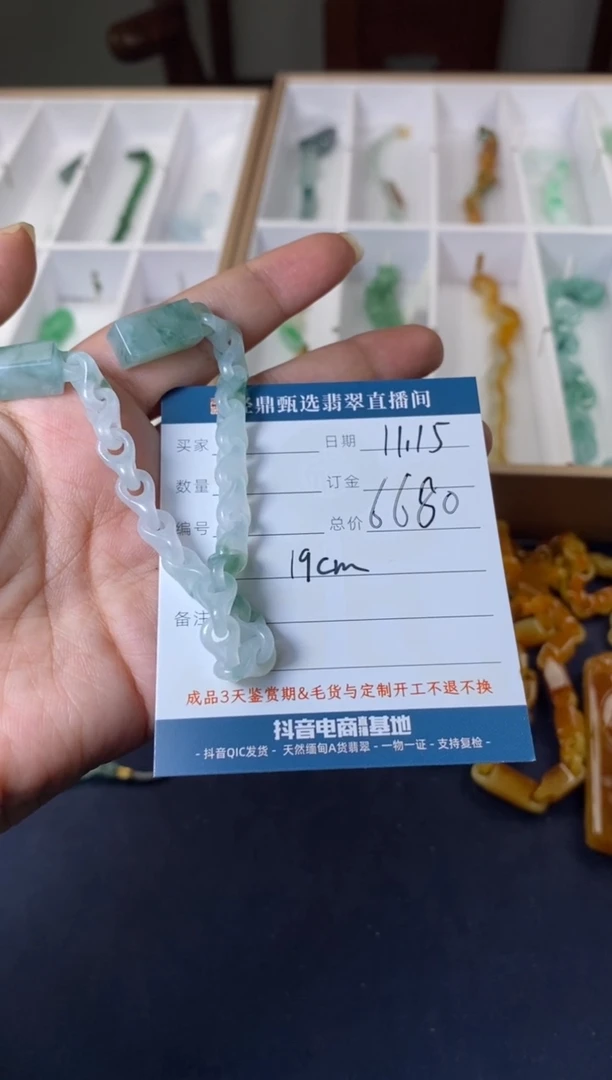 鼎甄选翡翠直播间
买家 日期 11.15
数量 订金
编号 总价 6680
19cm
备注
成品3天鉴赏期&毛货与定制开工不退不换
抖音电商基地
- 抖音QIC发货 - 天然缅甸A货翡翠 - 一物一证 - 支持复检 -